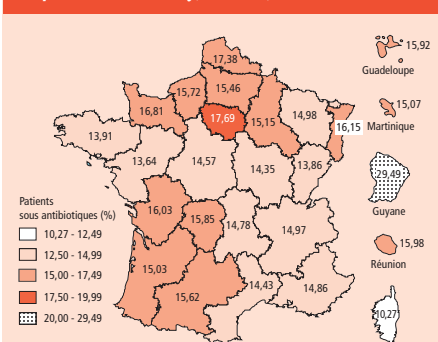 17,38
15,72
15,46
16,81
17,69
15,15
14,98
16,15
13,91
13,64
14,57
14,35
13,86
16,03
15,85
14,78
14,97
15,03
15,62
14,43
14,86
15,92
Guadeloupe
15,07
Martinique
29,49
Guyane
15,98
Réunion
10,27
Patients
sous antibiotiques (%)
10,27 - 12,49
12,50 - 14,99
15,00 - 17,49
17,50 - 19,99
20,00 - 29,49